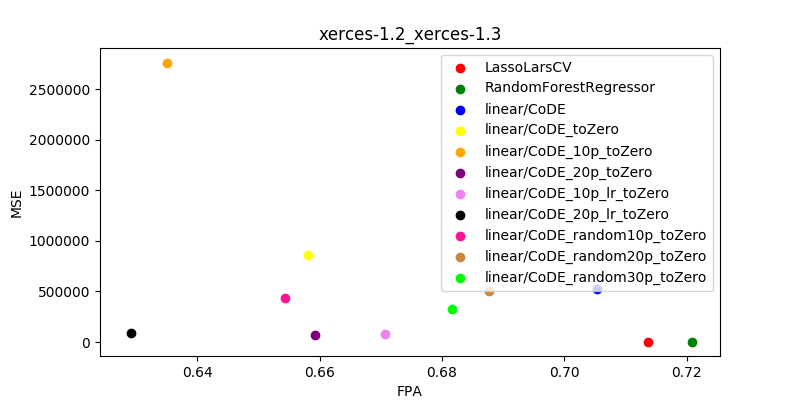 xerces-1.2_xerces-1.3
LassoLarsCV
RandomForestRegressor
linear/CoDE
linear/CoDE_toZero
linear/CoDE_10p_toZero
linear/CoDE_20p_toZero
linear/CoDE_10p_lr_toZero
linear/CoDE_20p_lr_toZero
linear/CoDE_random10p_toZero
linear/CoDE_random20p_toZero
linear/CoDE_random30p_toZero
MSE
2500000
2000000
1500000
1000000
500000
0
0.64 0.66 0.68 0.70 0.72
FPA